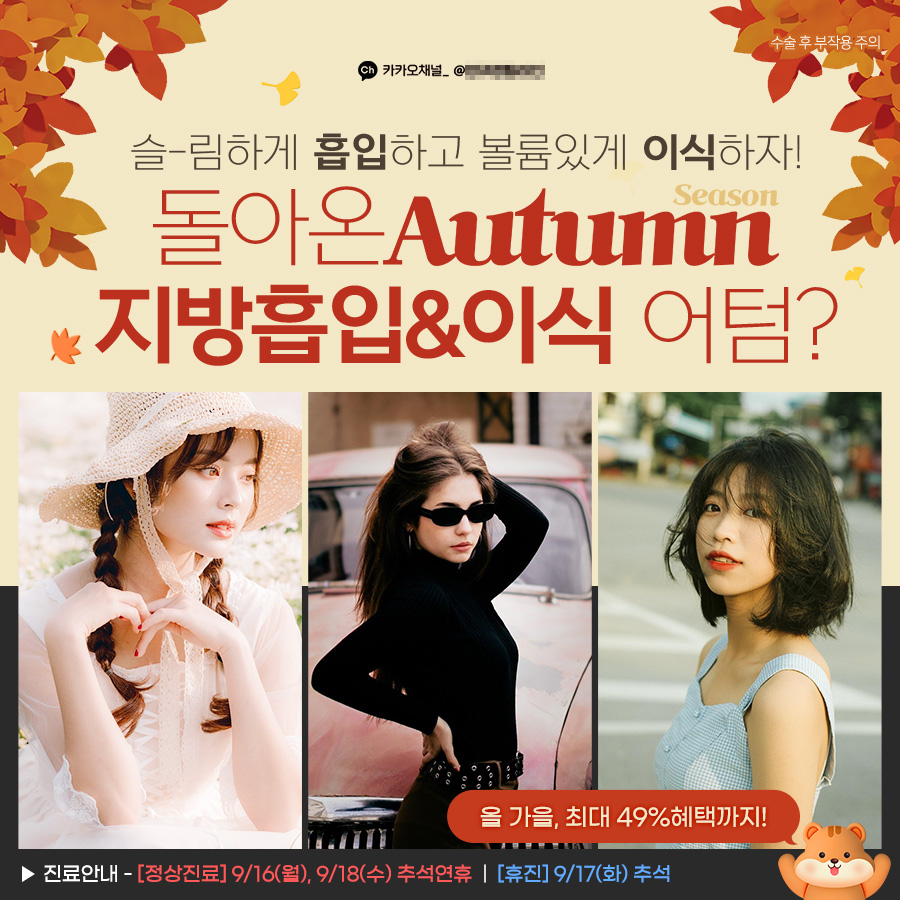 수술 후 부작용 주의
Ch 카카오채널_ @
슬-림하게 흡입하고 볼륨있게 이식하자!
Season
돌아온Autumn
지방흡입&이식 어텀?
올 가을, 최대 49%혜택까지!
▶ 진료안내 - [정상진료] 9/16(월), 9/18(수) 추석연휴 | [휴진] 9/17(화) 추석